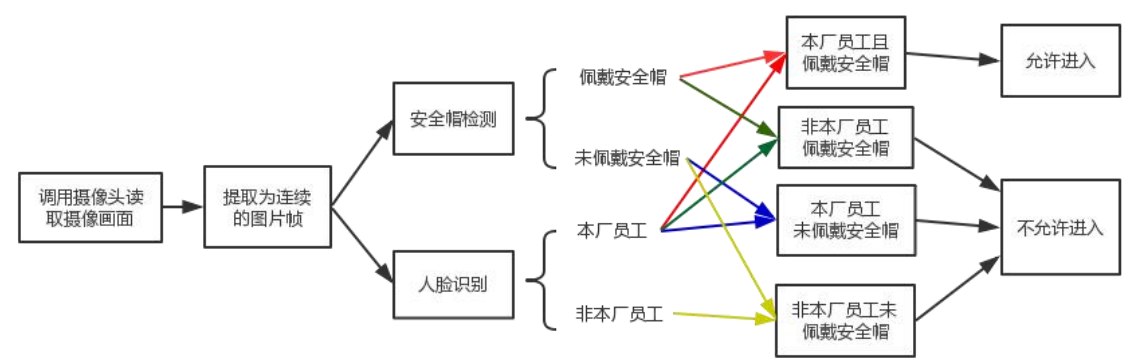 调用摄像头读
取摄像画面
提取为连续
的图片帧
安全帽检测
人脸识别
佩戴安全帽
未佩戴安全帽
本厂员工
非本厂员工
本厂员工且
佩戴安全帽
非本厂员工
佩戴安全帽
本厂员工
未佩戴安全帽
非本厂员工未
佩戴安全帽
允许进入
不允许进入